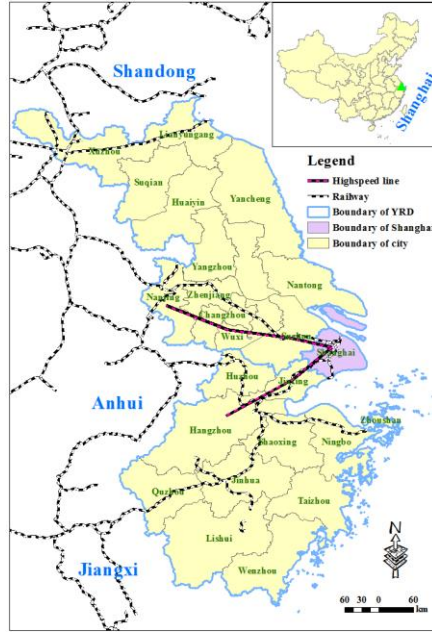 Shandong
Shanghai
Lianyungang
Xuzhou
Suqian
Huaiyin
Yancheng
Legend
Highspeed line
Railway
Boundary of YRD
Boundary of Shanghai
Boundary of city
Yangzhou
Nantong
Nanjing
Zhenjiang
Changzhou
Wuxi
Suzhou
Shanghai
Huzhou
Jiaxing
Anhui
Hangzhou
Shaoxing
Ningbo
Zhoushan
Quzhou
Jinhua
Taizhou
Lishui
Wenzhou
Jiangxi
N
60 30 0 60
km